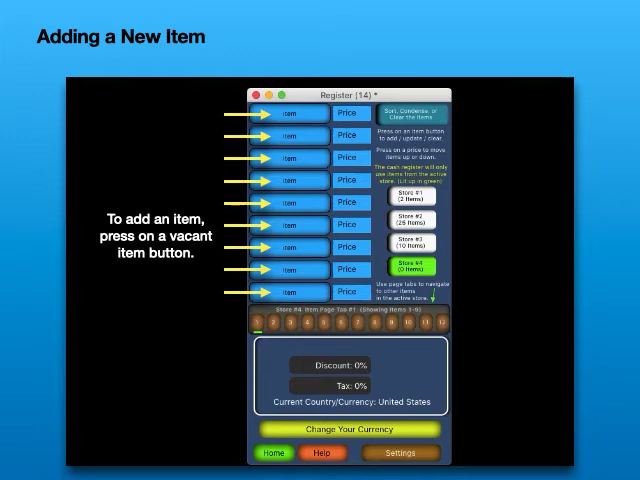 Adding a New Item
Register (14) *
To add an item,
press on a vacant
item button.
Item Price
Item Price
Item Price
Item Price
Item Price
Item Price
Item Price
Item Price
Item Price
Sort, Condense, or
Clear the Items
Press on an item button
to add / update / clear.
Press on a price to move
items up or down.
The cash register will only
use items from the active
store. (Lit up in green)
Store #1
(2 Items)
Store #2
(25 Items)
Store #3
(10 Items)
Store #4
(0 Items)
Use page tabs to navigate
to other items
in the active store.
Store #4 Item Page Tab #1 (Showing Items 1-9)
1 2 3 4 5 6 7 8 9 10 11 12
Discount: 0%
Tax: 0%
Current Country/Currency: United States
Change Your Currency
Home Help Settings